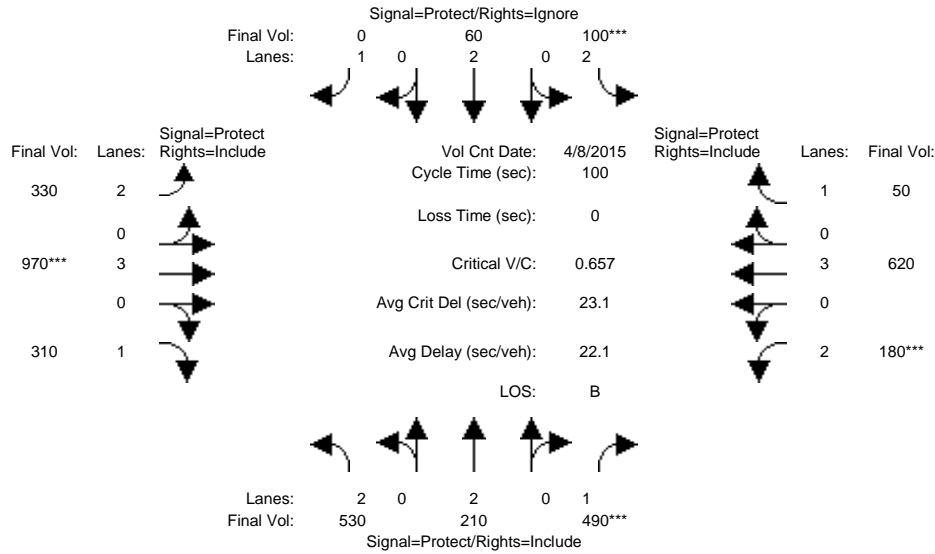 Signal=Protect/Rights=Ignore
Final Vol: 0 60 100***
Lanes: 1 0 2 0 2
Signal=Protect Signal=Protect
Final Vol: Lanes: Rights=Include Vol Cnt Date: 4/8/2015 Rights=Include Lanes: Final Vol:
Cycle Time (sec): 100
330 2 1 50
Loss Time (sec): 0
0 0
970*** 3 Critical V/C: 0.657 3 620
0 Avg Crit Del (sec/veh): 23.1 0
310 1 Avg Delay (sec/veh): 22.1 2 180***
LOS: B
Lanes: 2 0 2 0 1
Final Vol: 530 210 490***
Signal=Protect/Rights=Include